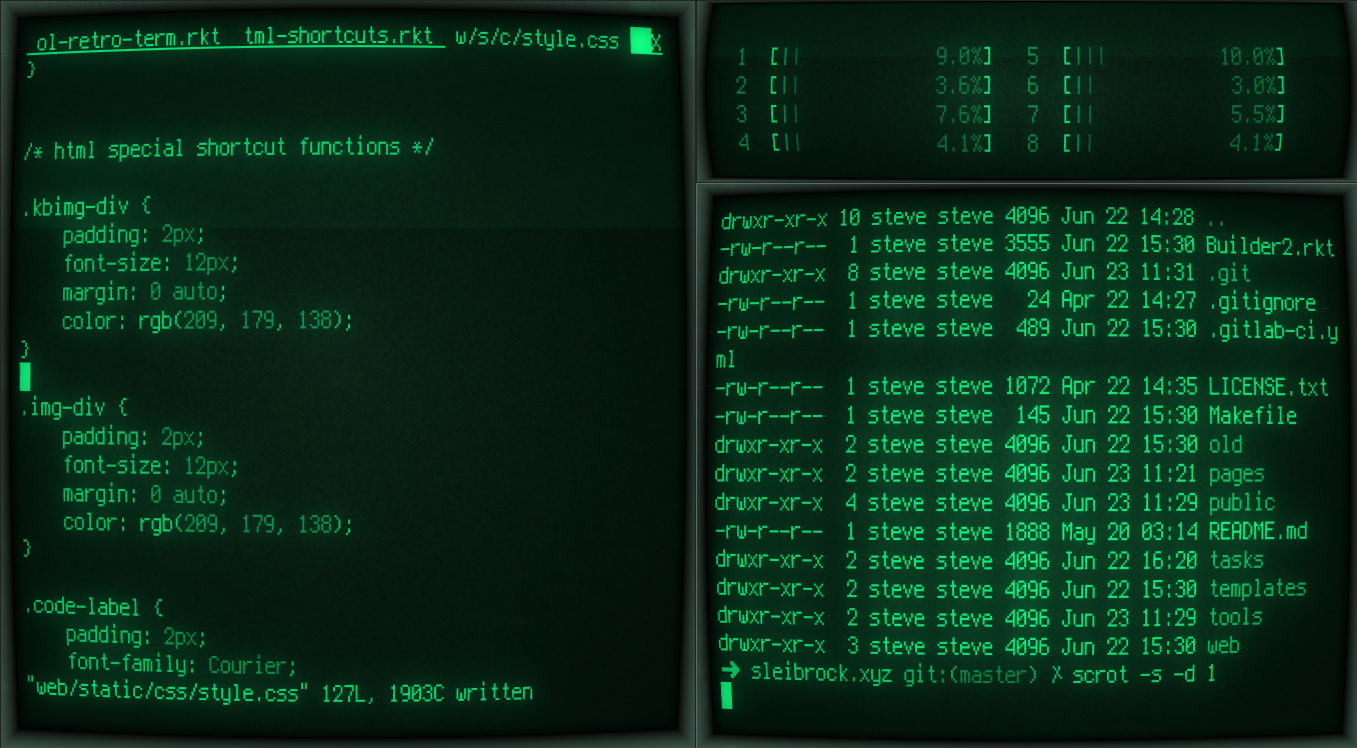 ol-retro-term.rkt  tml-shortcuts.rkt  w/s/c/style.css X
}
/* html special shortcut functions */
.kbimg-div {
    padding: 2px;
    font-size: 12px;
    margin: 0 auto;
    color: rgb(209, 179, 138);
}
.img-div {
    padding: 2px;
    font-size: 12px;
    margin: 0 auto;
    color: rgb(209, 179, 138);
}
.code-label {
    padding: 2px;
    font-family: Courier;
"web/static/css/style.css" 127L, 1903C written
1  [||            9.0%]   5  [|||           10.0%]
2  [||            3.6%]   6  [||             3.0%]
3  [||            7.6%]   7  [||             5.5%]
4  [||            4.1%]   8  [||             4.1%]
drwxr-xr-x 10 steve steve 4096 Jun 22 14:28 ..
-rw-r--r--  1 steve steve 3555 Jun 22 15:30 Builder2.rkt
drwxr-xr-x  8 steve steve 4096 Jun 23 11:31 .git
-rw-r--r--  1 steve steve   24 Apr 22 14:27 .gitignore
-rw-r--r--  1 steve steve  489 Jun 22 15:30 .gitlab-ci.y
ml
-rw-r--r--  1 steve steve 1072 Apr 22 14:35 LICENSE.txt
-rw-r--r--  1 steve steve  145 Jun 22 15:30 Makefile
drwxr-xr-x  2 steve steve 4096 Jun 22 15:30 old
drwxr-xr-x  2 steve steve 4096 Jun 23 11:21 pages
drwxr-xr-x  4 steve steve 4096 Jun 23 11:29 public
-rw-r--r--  1 steve steve 1888 May 20 03:14 README.md
drwxr-xr-x  2 steve steve 4096 Jun 22 16:20 tasks
drwxr-xr-x  2 steve steve 4096 Jun 22 15:30 templates
drwxr-xr-x  2 steve steve 4096 Jun 23 11:29 tools
drwxr-xr-x  3 steve steve 4096 Jun 22 15:30 web
➜ sleibrock.xyz git:(master) ✗ scrot -s -d 1